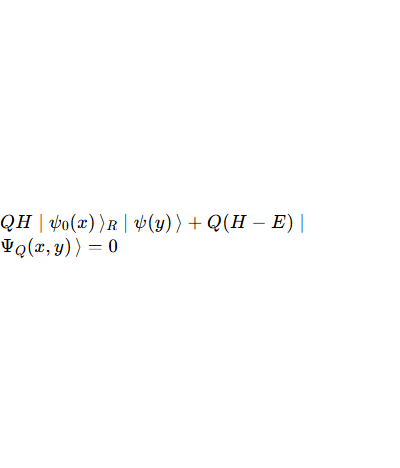 QH | ψ₀(x) ⟩_R | ψ(y) ⟩ + Q(H − E) |
Ψ_Q(x, y) ⟩ = 0